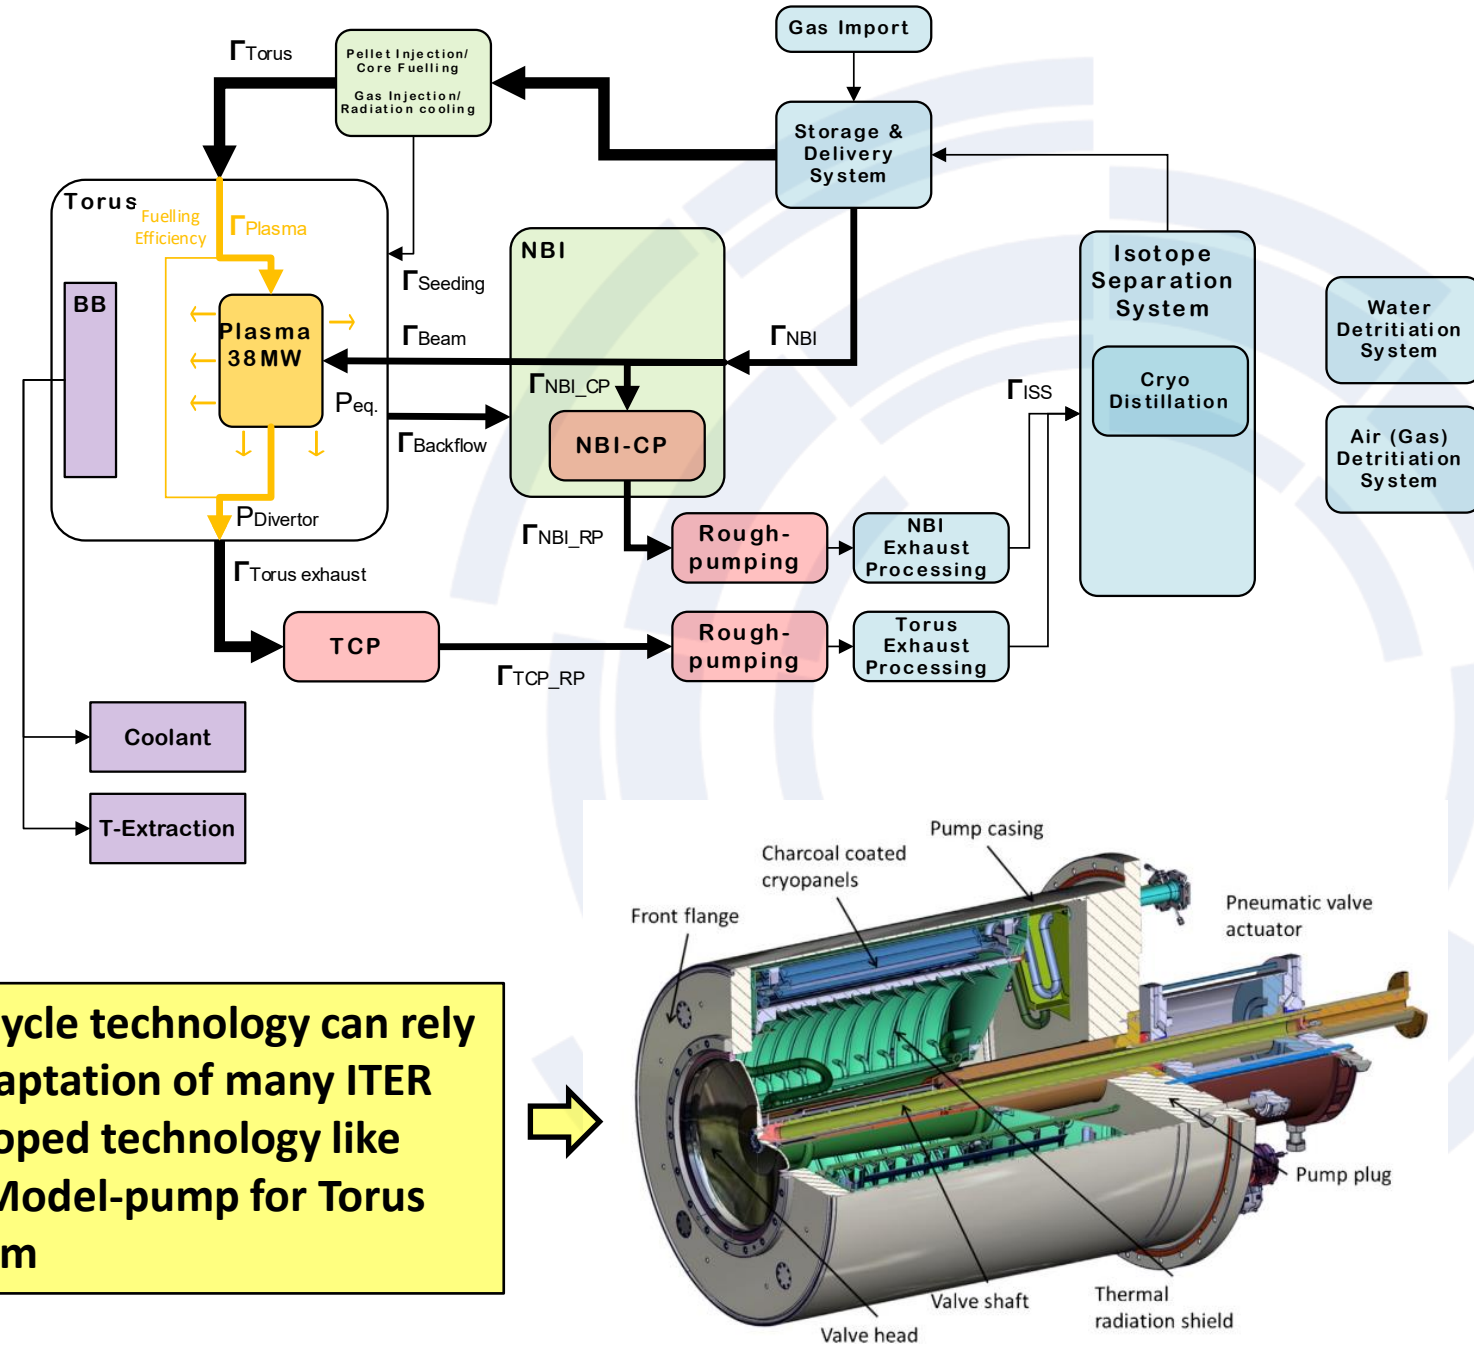 Gas Import
ΓTorus
Pellet Injection/
Core Fuelling
Gas Injection/
Radiation cooling
Storage &
Delivery
System
Torus
Fuelling
Efficiency
ΓPlasma
NBI
Isotope
Separation
System
ΓSeeding
BB
Plasma
38MW
ΓBeam
ΓNBI
Water
Detritiation
System
ΓNBI_CP
ΓISS
Cryo
Distillation
Peq.
ΓBackflow
NBI-CP
Air (Gas)
Detritiation
System
PDivertor
ΓNBI_RP
Rough-
pumping
NBI
Exhaust
Processing
ΓTorus exhaust
TCP
ΓTCP_RP
Rough-
pumping
Torus
Exhaust
Processing
Coolant
T-Extraction
Pump casing
Charcoal coated
cryopanels
Front flange
Pneumatic valve
actuator
Pump plug
Thermal
radiation shield
Valve shaft
Valve head
ycle technology can rely
aptation of many ITER
oped technology like
Model-pump for Torus
m